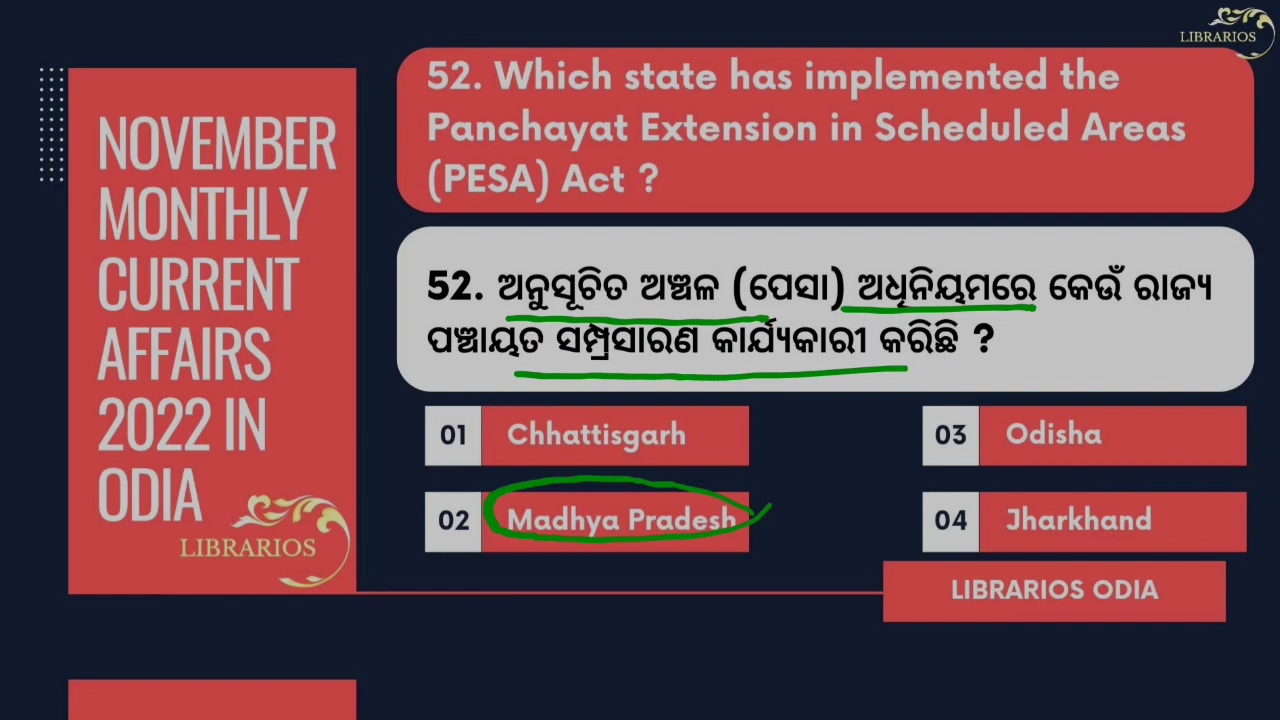 LIBRARIOS
NOVEMBER
MONTHLY
CURRENT
AFFAIRS
2022 IN
ODIA
LIBRARIOS
52. Which state has implemented the
Panchayat Extension in Scheduled Areas
(PESA) Act ?
52. ଅନୁସୂଚିତ ଅଞ୍ଚଳ (ପେସା) ଅଧିନିୟମରେ କେଉଁ ରାଜ୍ୟ
ପଞ୍ଚାୟତ ସମ୍ପ୍ରସାରଣ କାର୍ଯ୍ୟକାରୀ କରିଛି ?
01 Chhattisgarh
02 Madhya Pradesh
03 Odisha
04 Jharkhand
LIBRARIOS ODIA